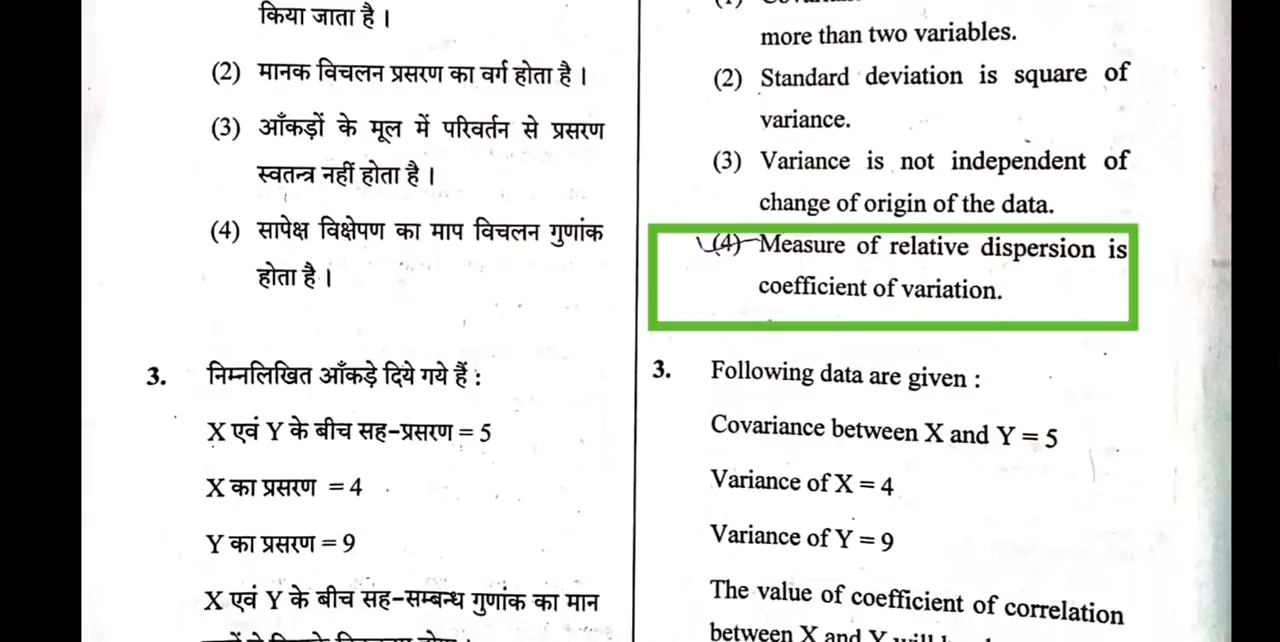 किया जाता है ।
(2) मानक विचलन प्रसरण का वर्ग होता है ।
(3) आँकड़ों के मूल में परिवर्तन से प्रसरण
स्वतन्त्र नहीं होता है ।
(4) सापेक्ष विक्षेपण का माप विचलन गुणांक
होता है ।
3. निम्नलिखित आँकड़े दिये गये हैं :
X एवं Y के बीच सह-प्रसरण = 5
X का प्रसरण = 4
Y का प्रसरण = 9
X एवं Y के बीच सह-सम्बन्ध गुणांक का मान
more than two variables.
(2) Standard deviation is square of
variance.
(3) Variance is not independent of
change of origin of the data.
(4) Measure of relative dispersion is
coefficient of variation.
3. Following data are given :
Covariance between X and Y = 5
Variance of X = 4
Variance of Y = 9
The value of coefficient of correlation
between X and Y will